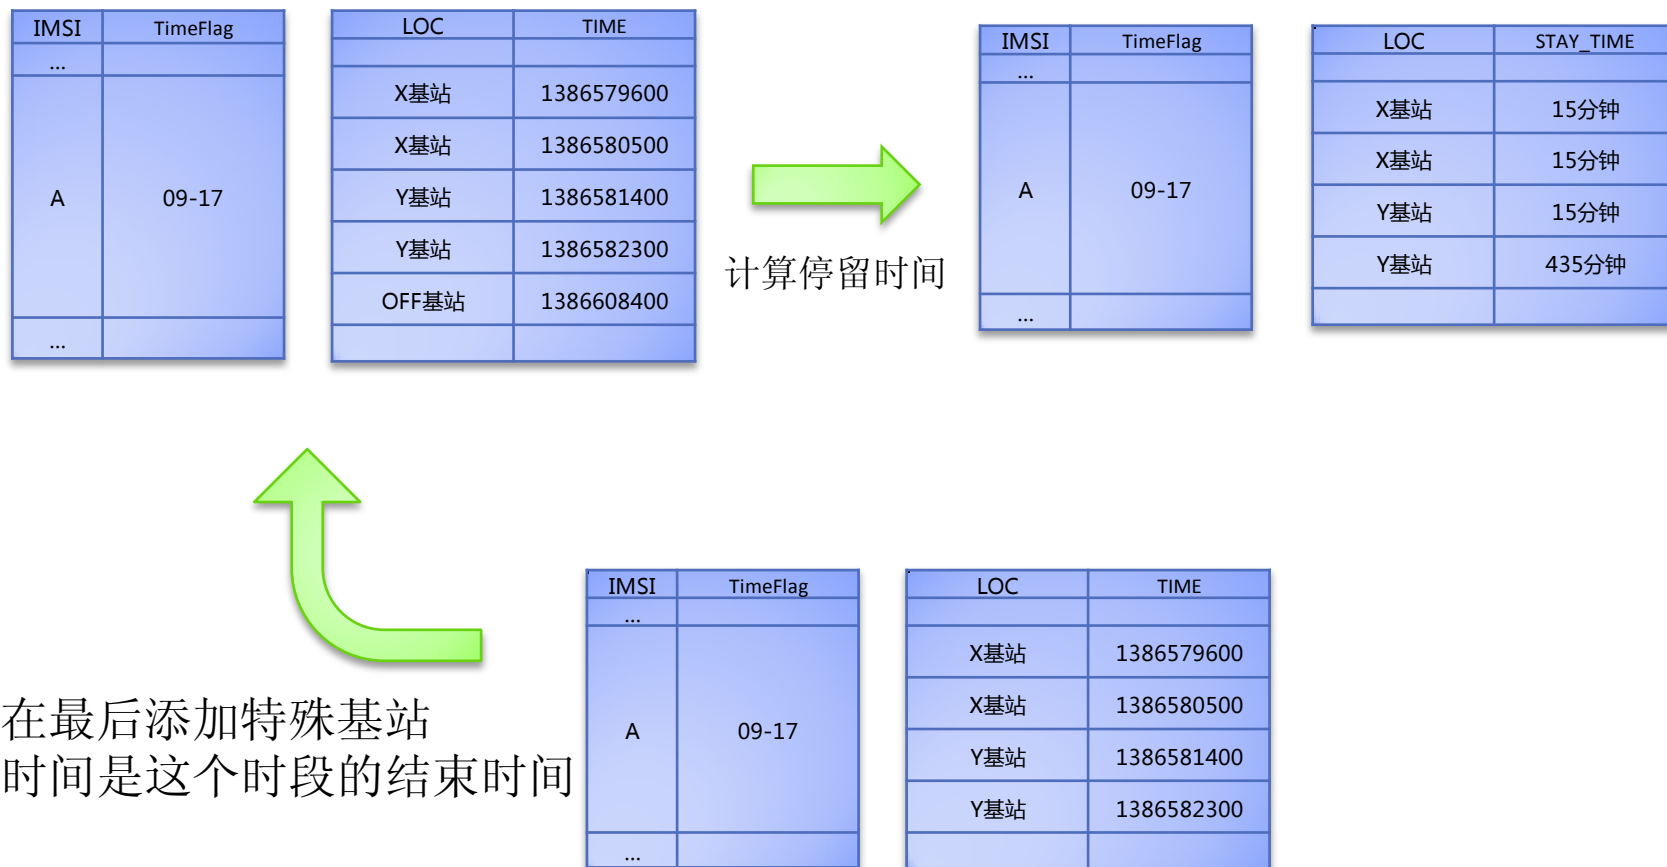 IMSI TimeFlag
...
A 09-17
...
LOC TIME
X基站 1386579600
X基站 1386580500
Y基站 1386581400
Y基站 1386582300
OFF基站 1386608400
计算停留时间
IMSI TimeFlag
...
A 09-17
...
LOC STAY_TIME
X基站 15分钟
X基站 15分钟
Y基站 15分钟
Y基站 435分钟
在最后添加特殊基站
时间是这个时段的结束时间
IMSI TimeFlag
...
A 09-17
...
LOC TIME
X基站 1386579600
X基站 1386580500
Y基站 1386581400
Y基站 1386582300